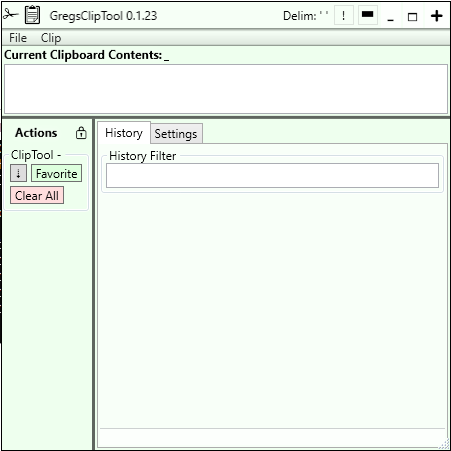 GregsClipTool 0.1.23 Delim: ' ' !
File Clip
Current Clipboard Contents:_
Actions
ClipTool -
↓ Favorite
Clear All
History Settings
History Filter